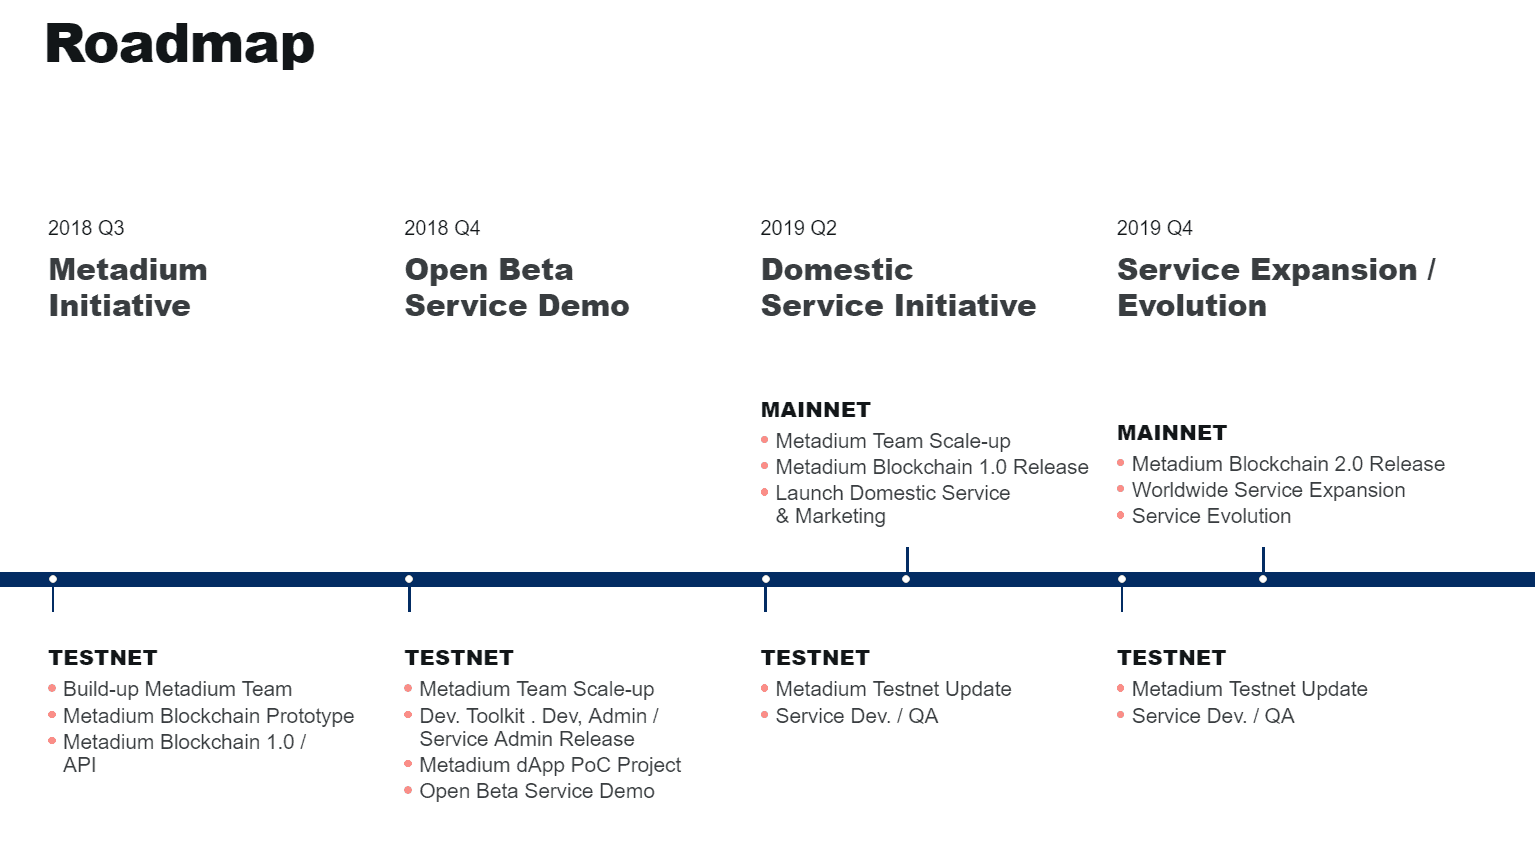 Roadmap
2018 Q3
Metadium
Initiative
2018 Q4
Open Beta
Service Demo
2019 Q2
Domestic
Service Initiative
2019 Q4
Service Expansion /
Evolution
MAINNET
Metadium Team Scale-up
Metadium Blockchain 1.0 Release
Launch Domestic Service
& Marketing
MAINNET
Metadium Blockchain 2.0 Release
Worldwide Service Expansion
Service Evolution
TESTNET
Build-up Metadium Team
Metadium Blockchain Prototype
Metadium Blockchain 1.0 /
API
TESTNET
Metadium Team Scale-up
Dev. Toolkit . Dev, Admin /
Service Admin Release
Metadium dApp PoC Project
Open Beta Service Demo
TESTNET
Metadium Testnet Update
Service Dev. / QA
TESTNET
Metadium Testnet Update
Service Dev. / QA